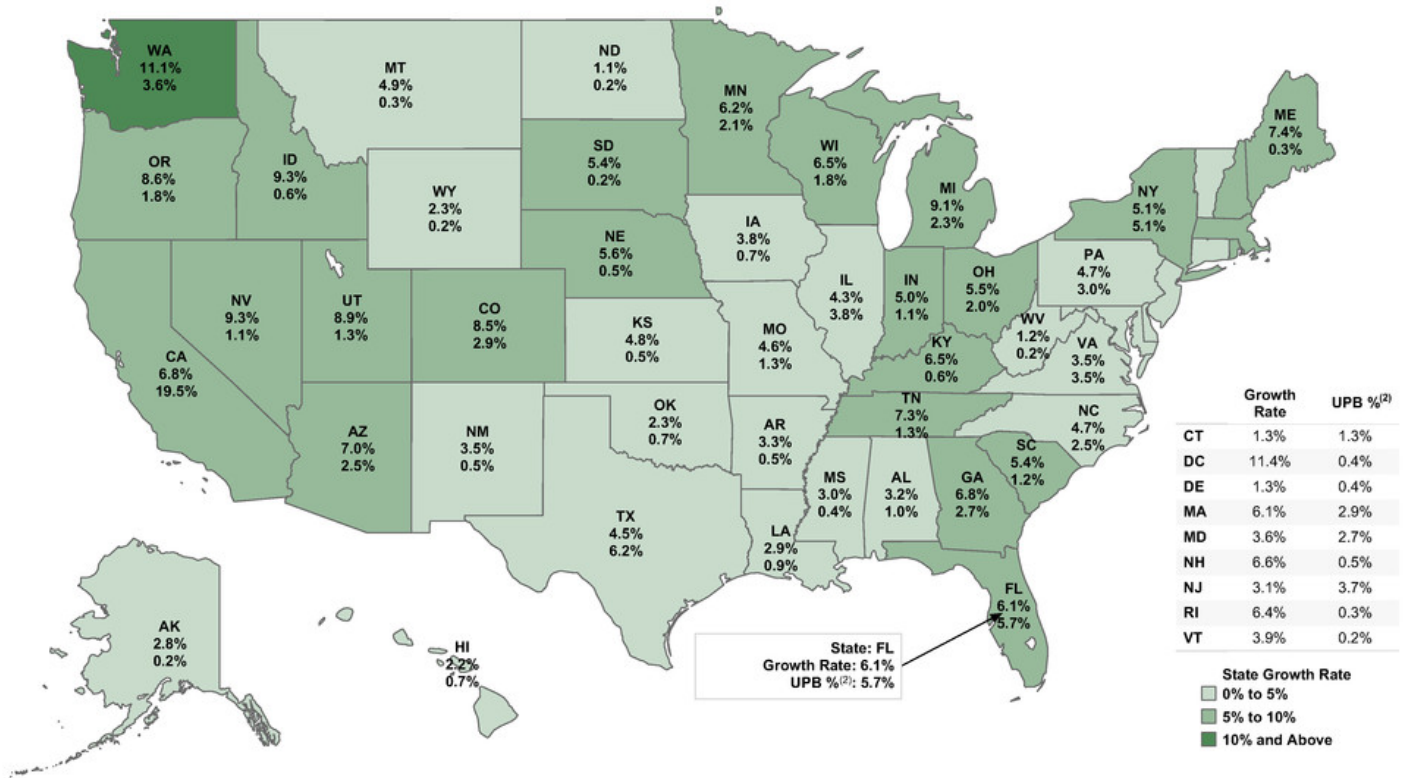 D
WA
11.1%
3.6%
MT
4.9%
0.3%
ND
1.1%
0.2%
MN
6.2%
2.1%
ME
7.4%
0.3%
OR
8.6%
1.8%
ID
9.3%
0.6%
SD
5.4%
0.2%
WI
6.5%
1.8%
WY
2.3%
0.2%
MI
9.1%
2.3%
NY
5.1%
5.1%
IA
3.8%
0.7%
NE
5.6%
0.5%
PA
4.7%
3.0%
IL
4.3%
3.8%
IN
5.0%
1.1%
OH
5.5%
2.0%
NV
9.3%
1.1%
UT
8.9%
1.3%
CO
8.5%
2.9%
KS
4.8%
0.5%
MO
4.6%
1.3%
WV
1.2%
0.2%
VA
3.5%
3.5%
KY
6.5%
0.6%
CA
6.8%
19.5%
TN
7.3%
1.3%
NC
4.7%
2.5%
AZ
7.0%
2.5%
NM
3.5%
0.5%
OK
2.3%
0.7%
AR
3.3%
0.5%
SC
5.4%
1.2%
MS
3.0%
0.4%
AL
3.2%
1.0%
GA
6.8%
2.7%
TX
4.5%
6.2%
LA
2.9%
0.9%
FL
6.1%
5.7%
AK
2.8%
0.2%
HI
2.2%
0.7%
State: FL
Growth Rate: 6.1%
UPB %(2): 5.7%
Growth Rate UPB %(2)
CT 1.3% 1.3%
DC 11.4% 0.4%
DE 1.3% 0.4%
MA 6.1% 2.9%
MD 3.6% 2.7%
NH 6.6% 0.5%
NJ 3.1% 3.7%
RI 6.4% 0.3%
VT 3.9% 0.2%
State Growth Rate
0% to 5%
5% to 10%
10% and Above